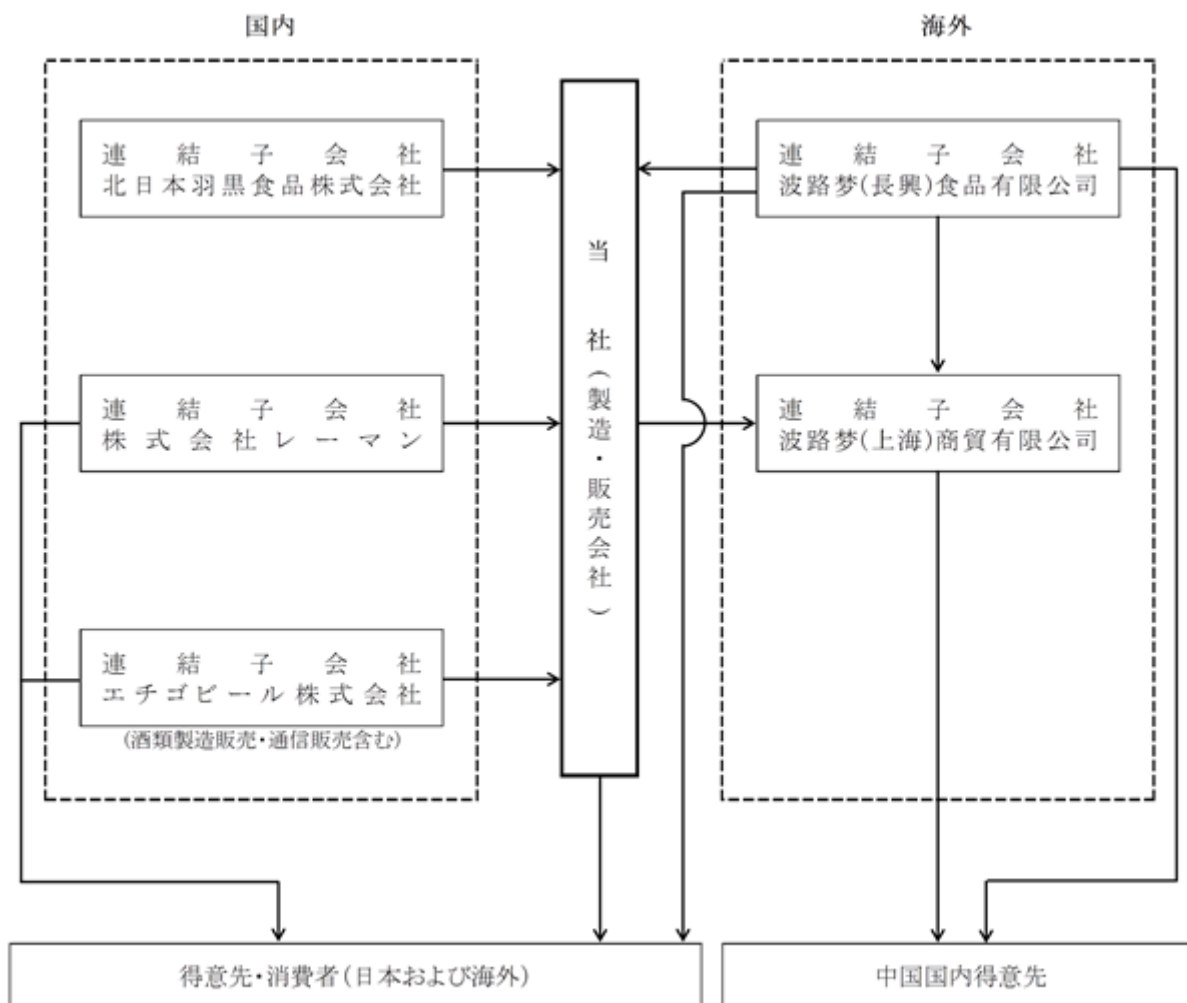 国内
連結子会社
北日本羽黒食品株式会社
連結子会社
株式会社レーマン
連結子会社
エチゴビール株式会社
(酒類製造販売・通信販売含む)
当社(製造・販売会社)
海外
連結子会社
波路梦(長興)食品有限公司
連結子会社
波路梦(上海)商貿有限公司
得意先・消費者(日本および海外)
中国国内得意先